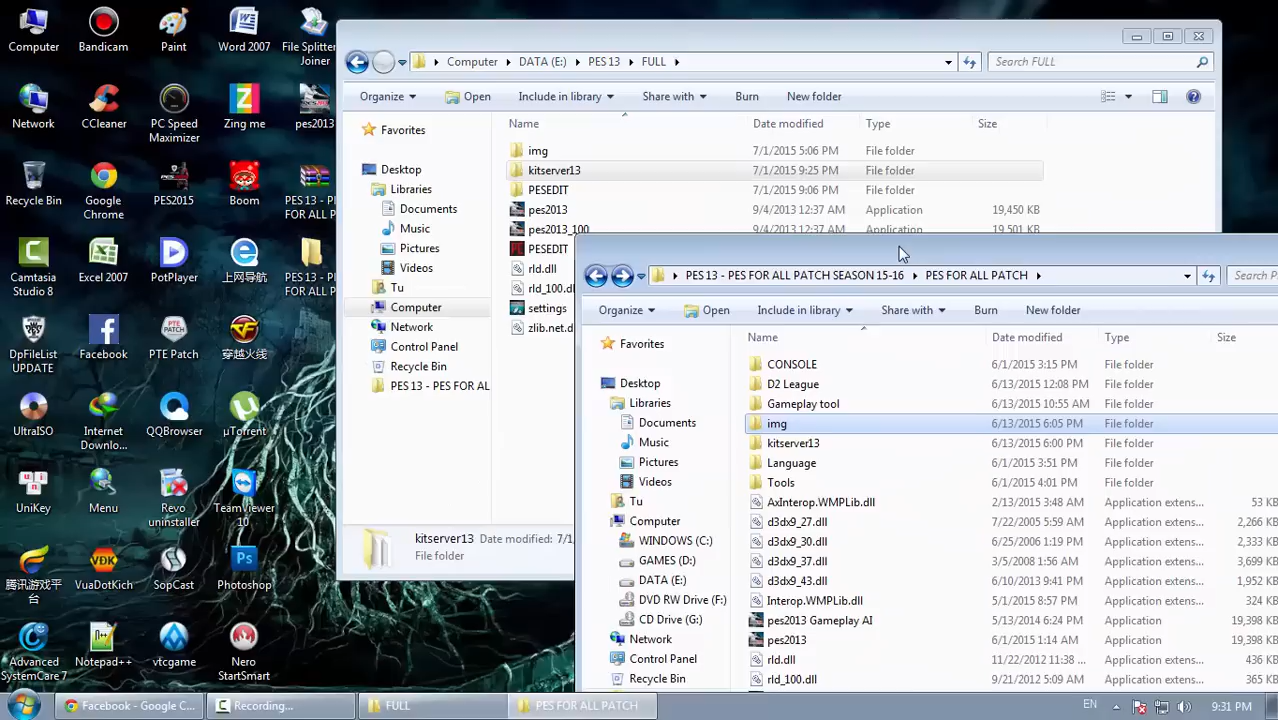 Computer
Bandicam
Paint
Word 2007
File Splitter
Joiner
Network
CCleaner
PC Speed
Maximizer
Zing me
pes2013
Recycle Bin
Google
Chrome
PES2015
Boom
PES 13 - PES
FOR ALL P...
Camtasia
Studio 8
Excel 2007
PotPlayer
上网导航
PES 13 - PES
FOR ALL P...
DpFileList
UPDATE
Facebook
PTE Patch
穿越火线
UltraISO
Internet
Downlo...
QQBrowser
µTorrent
UniKey
Menu
Revo
uninstaller
TeamViewer
10
腾讯游戏平
台
VuaDotKich
SopCast
Photoshop
Advanced
SystemCare 7
Notepad++
vtcgame
Nero
StartSmart
Computer DATA (E:) PES 13 FULL
Search FULL
Organize Open Include in library Share with Burn New folder
Favorites
Desktop
Libraries
Documents
Music
Pictures
Videos
Tu
Computer
Network
Control Panel
Recycle Bin
PES 13 - PES FOR AL
Name Date modified Type Size
img 7/1/2015 5:06 PM File folder
kitserver13 7/1/2015 9:25 PM File folder
PESEDIT 7/1/2015 9:06 PM File folder
pes2013 9/4/2013 12:37 AM Application 19,450 KB
pes2013_100 9/4/2013 12:37 AM Application 19,501 KB
PESEDIT
rld.dll
rld_100.dl
settings
zlib.net.d
kitserver13 Date modified: 7/1
File folder
PES 13 - PES FOR ALL PATCH SEASON 15-16 PES FOR ALL PATCH
Search PES
Organize Open Include in library Share with Burn New folder
Favorites
Desktop
Libraries
Documents
Music
Pictures
Videos
Tu
Computer
WINDOWS (C:)
GAMES (D:)
DATA (E:)
DVD RW Drive (F:)
CD Drive (G:)
Network
Control Panel
Recycle Bin
Name Date modified Type Size
CONSOLE 6/1/2015 3:15 PM File folder
D2 League 6/13/2015 12:08 PM File folder
Gameplay tool 6/13/2015 10:55 AM File folder
img 6/13/2015 6:05 PM File folder
kitserver13 6/13/2015 6:00 PM File folder
Language 6/1/2015 3:51 PM File folder
Tools 6/1/2015 4:01 PM File folder
AxInterop.WMPLib.dll 2/13/2015 3:48 AM Application extens... 53 KB
d3dx9_27.dll 7/22/2005 5:59 AM Application extens... 2,266 KB
d3dx9_30.dll 6/25/2006 1:19 PM Application extens... 2,333 KB
d3dx9_37.dll 3/5/2008 1:56 AM Application extens... 3,699 KB
d3dx9_43.dll 6/10/2013 9:41 PM Application extens... 1,952 KB
Interop.WMPLib.dll 5/1/2015 8:57 PM Application extens... 324 KB
pes2013 Gameplay AI 5/13/2014 6:24 PM Application 19,398 KB
pes2013 6/1/2015 1:14 AM Application 19,398 KB
rld.dll 11/22/2012 11:38 ... Application extens... 436 KB
rld_100.dll 9/21/2012 5:09 AM Application extens... 365 KB
Facebook - Google C...
Recording...
FULL
PES FOR ALL PATCH
EN
9:31 PM